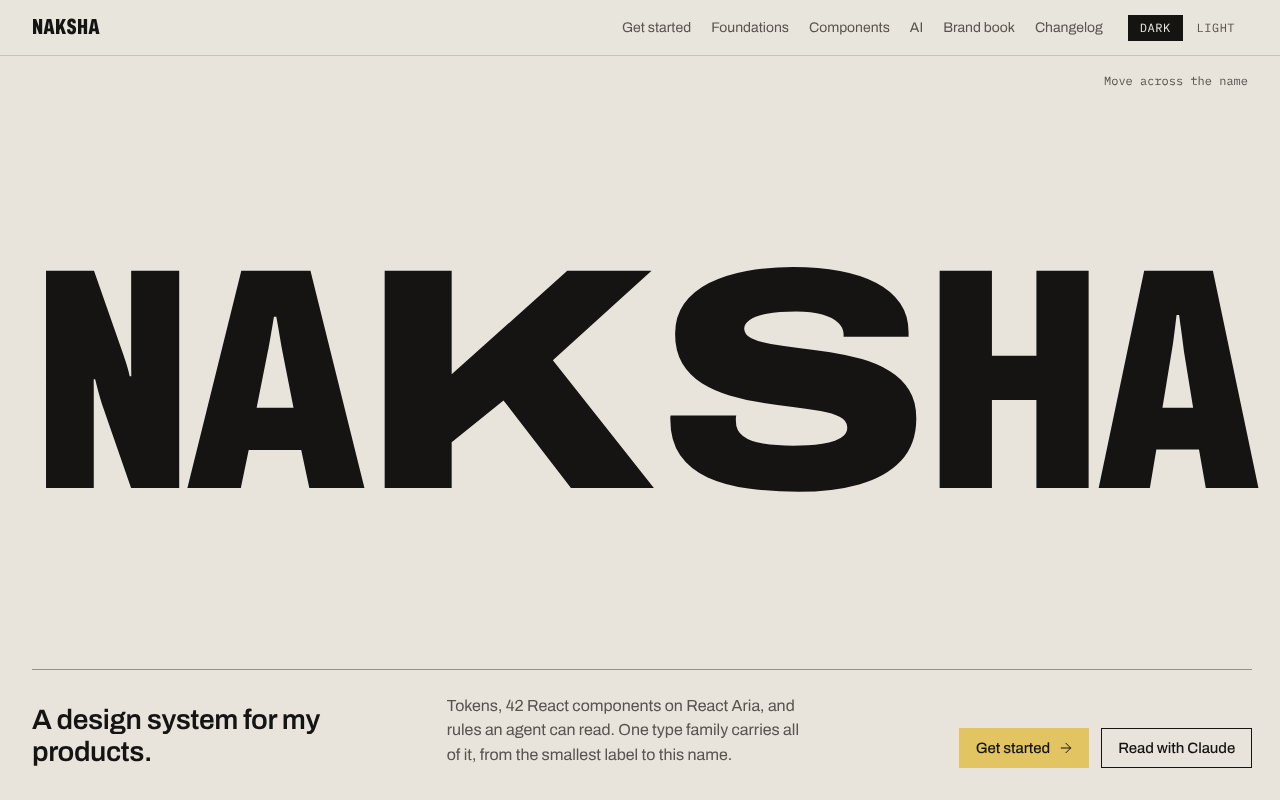 NAKSHA
Get started
Foundations
Components
AI
Brand book
Changelog
DARK
LIGHT
Move across the name
NAKSHA
A design system for my
products.
Tokens, 42 React components on React Aria, and
rules an agent can read. One type family carries all
of it, from the smallest label to this name.
Get started →
Read with Claude